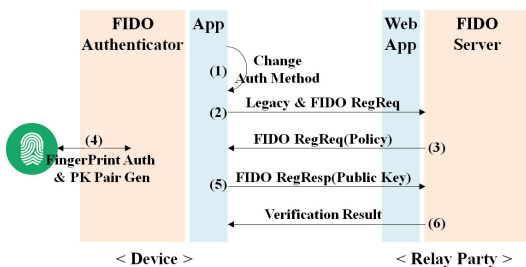 FIDO
Authenticator
App
Web
App
FIDO
Server
(1)
Change
Auth Method
(2)
Legacy & FIDO RegReq
FIDO RegReq(Policy)
(3)
(4)
FingerPrint Auth
& PK Pair Gen
(5)
FIDO RegResp(Public Key)
Verification Result
(6)
< Device >
< Relay Party >